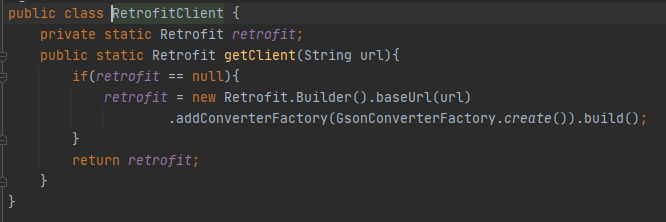 public class RetrofitClient {
private static Retrofit retrofit;
public static Retrofit getClient(String url){
if(retrofit == null){
retrofit = new Retrofit.Builder().baseUrl(url)
.addConverterFactory(GsonConverterFactory.create()).build();
}
return retrofit;
}
}